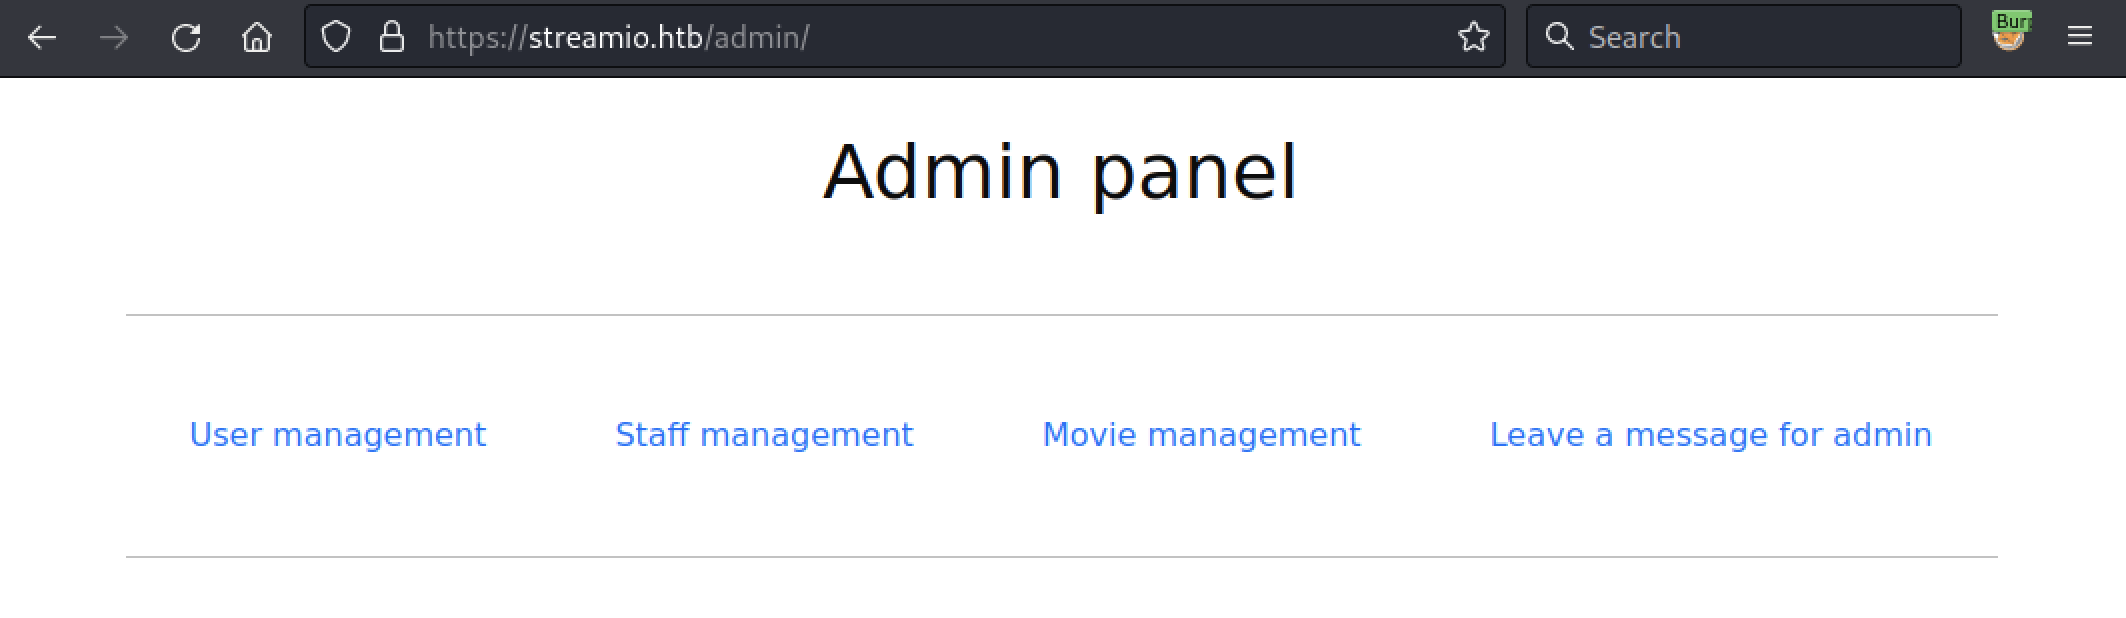 https://streamio.htb/admin/ Search Burp
Admin panel
User management Staff management Movie management Leave a message for admin